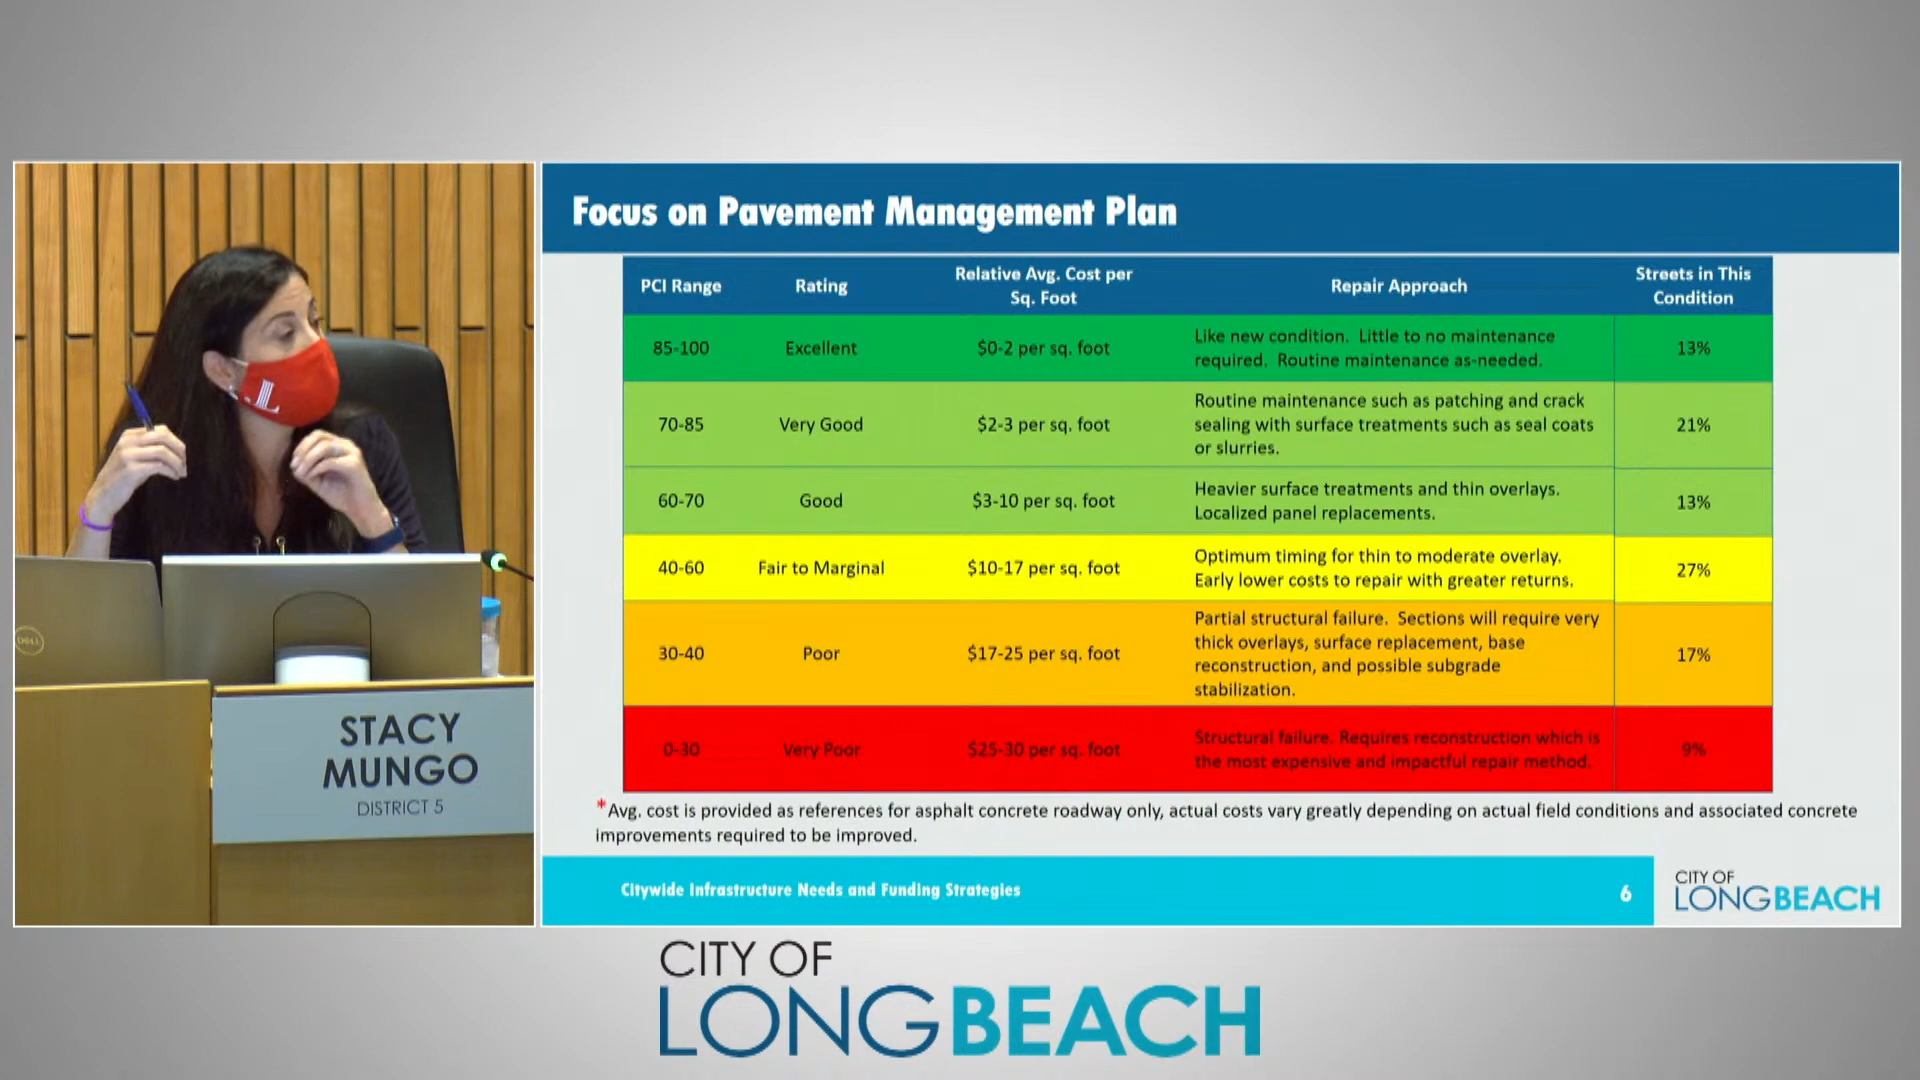 Focus on Pavement Management Plan
PCI Range
Rating
Relative Avg. Cost per
Sq. Foot
Repair Approach
Streets in This
Condition
85-100
Excellent
$0-2 per sq. foot
Like new condition. Little to no maintenance
required. Routine maintenance as-needed.
13%
70-85
Very Good
$2-3 per sq. foot
Routine maintenance such as patching and crack
sealing with surface treatments such as seal coats
or slurries.
21%
60-70
Good
$3-10 per sq. foot
Heavier surface treatments and thin overlays.
Localized panel replacements.
13%
40-60
Fair to Marginal
$10-17 per sq. foot
Optimum timing for thin to moderate overlay.
Early lower costs to repair with greater returns.
27%
30-40
Poor
$17-25 per sq. foot
Partial structural failure. Sections will require very
thick overlays, surface replacement, base
reconstruction, and possible subgrade
stabilization.
17%
0-30
Very Poor
$25-30 per sq. foot
Structural failure. Requires reconstruction which is
the most expensive and impactful repair method.
9%
*Avg. cost is provided as references for asphalt concrete roadway only, actual costs vary greatly depending on actual field conditions and associated concrete
improvements required to be improved.
Citywide Infrastructure Needs and Funding Strategies
6
CITY OF
LONGBEACH
L
DELL
STACY
MUNGO
DISTRICT 5
CITY OF
LONGBEACH